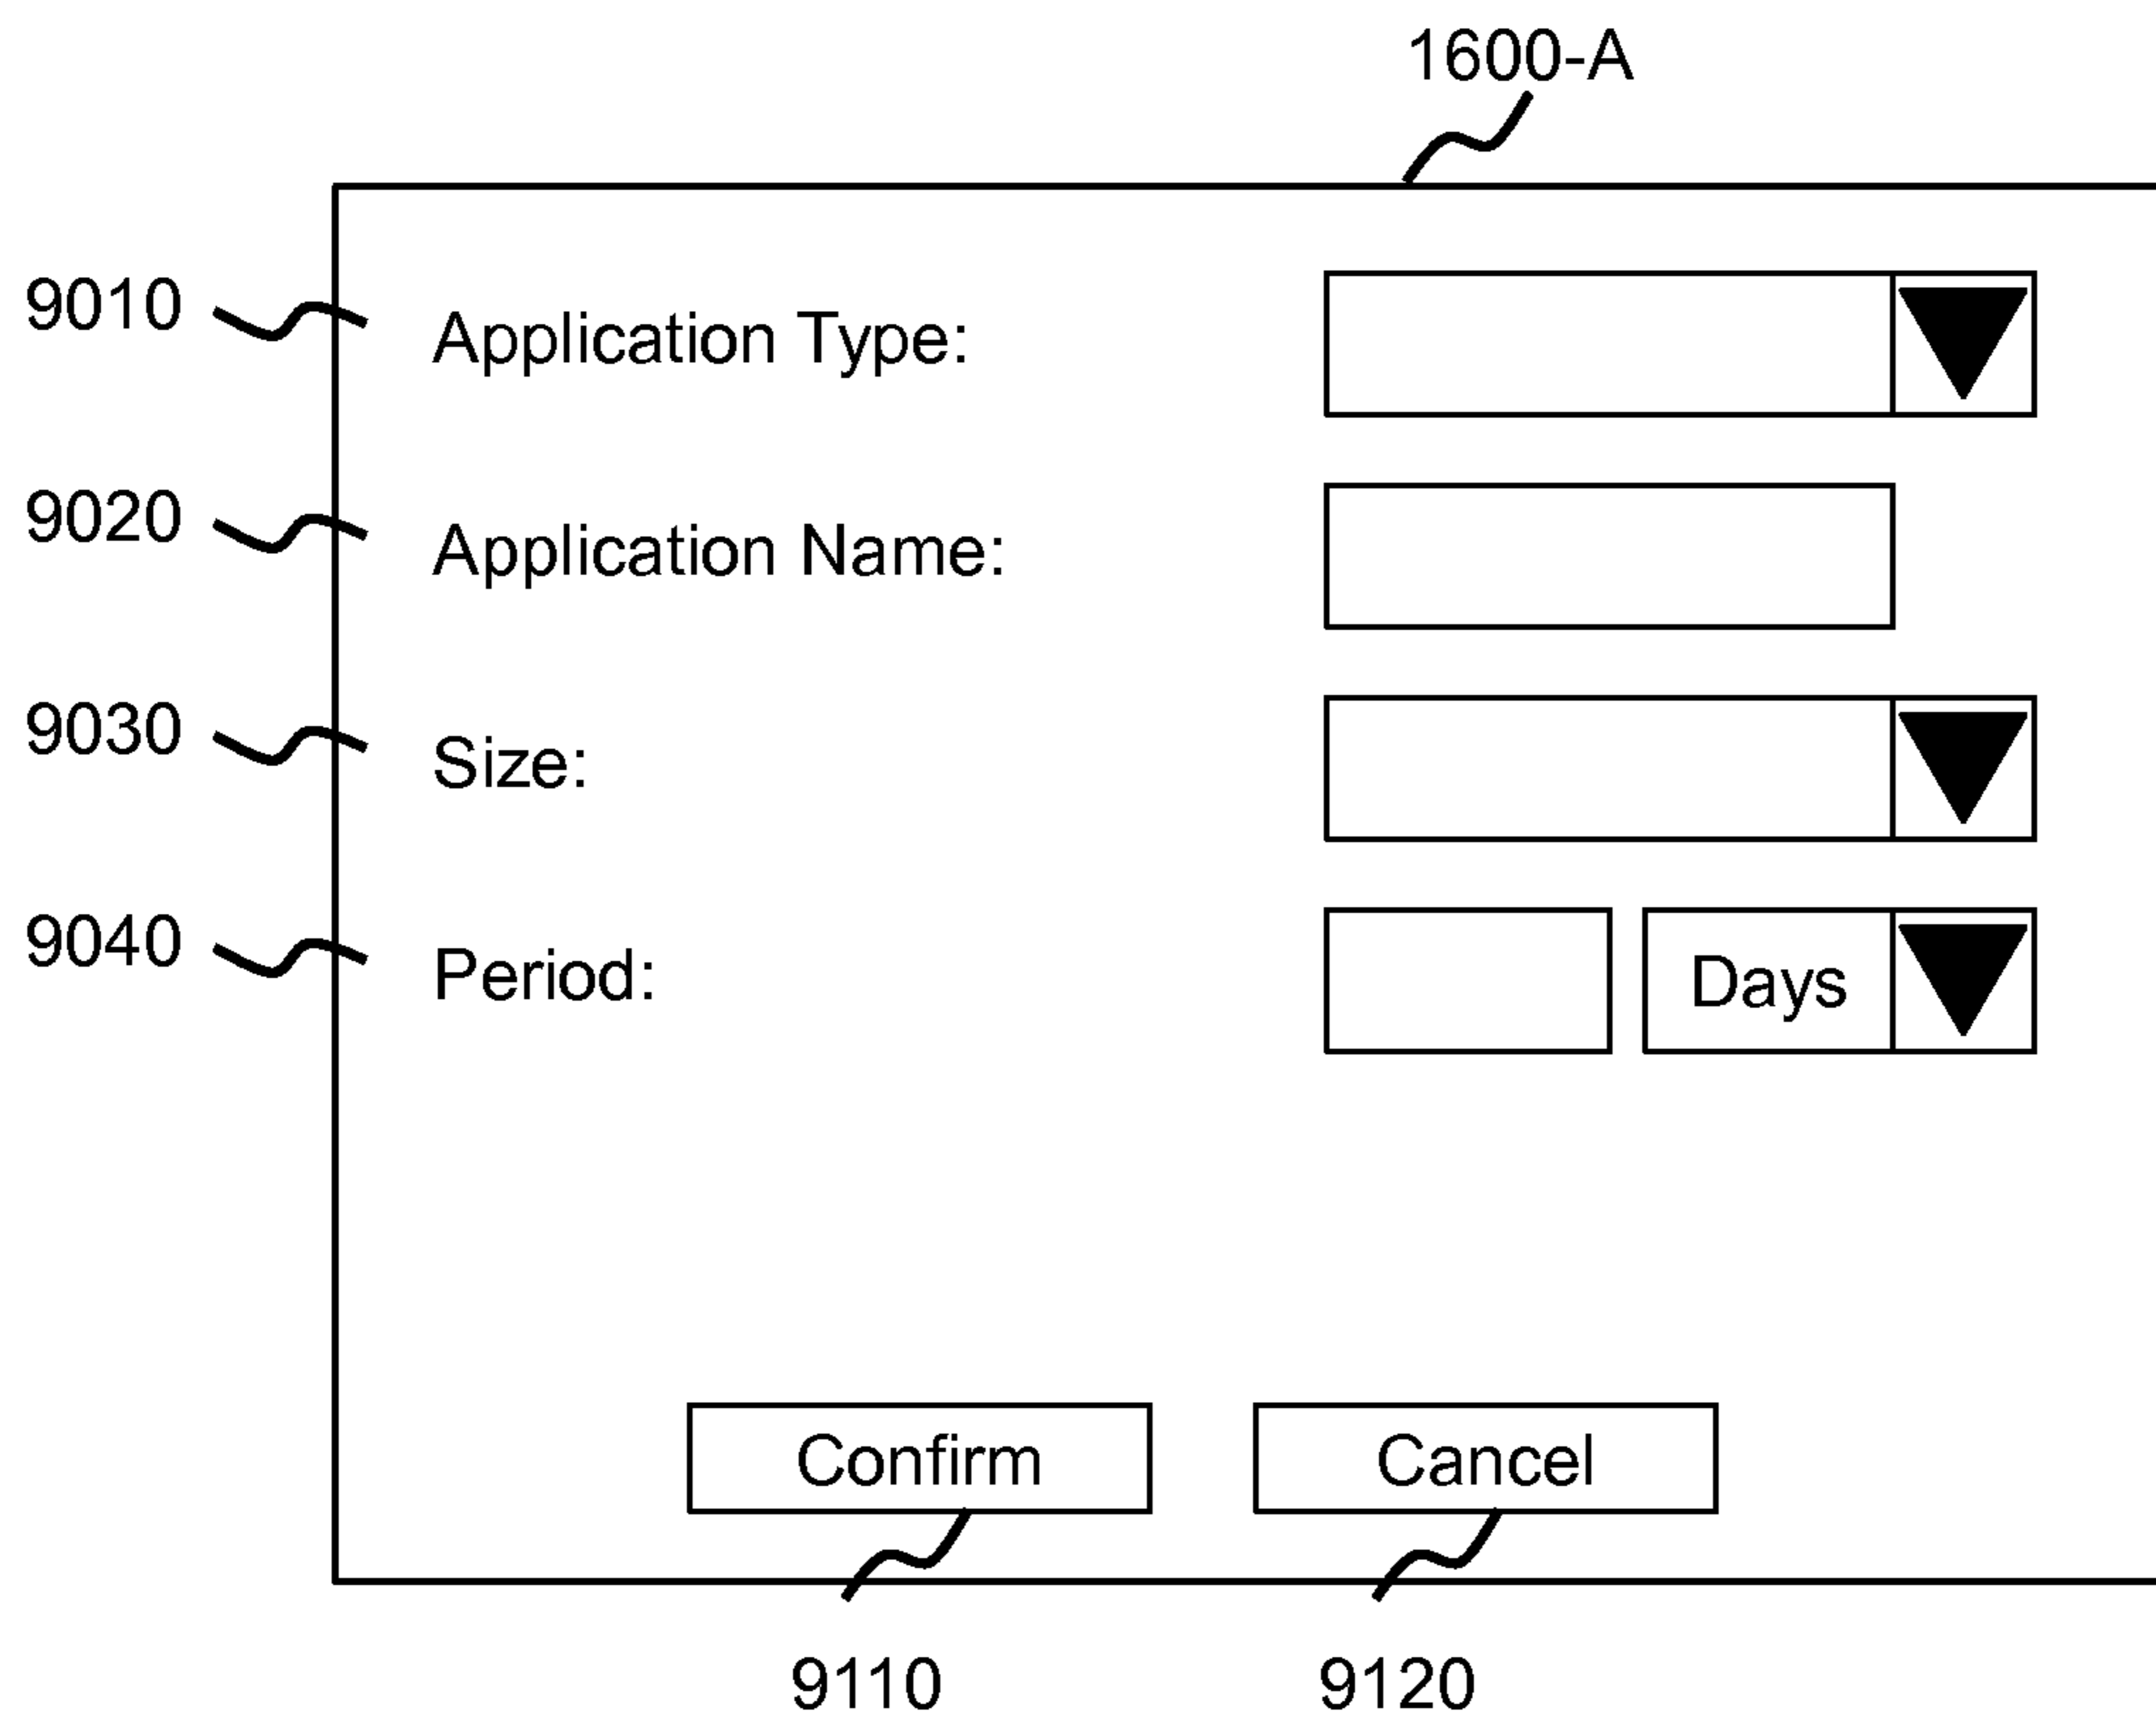 1600-A
9010 Application Type:
9020 Application Name:
9030 Size:
9040 Period: Days
Confirm Cancel
9110 9120